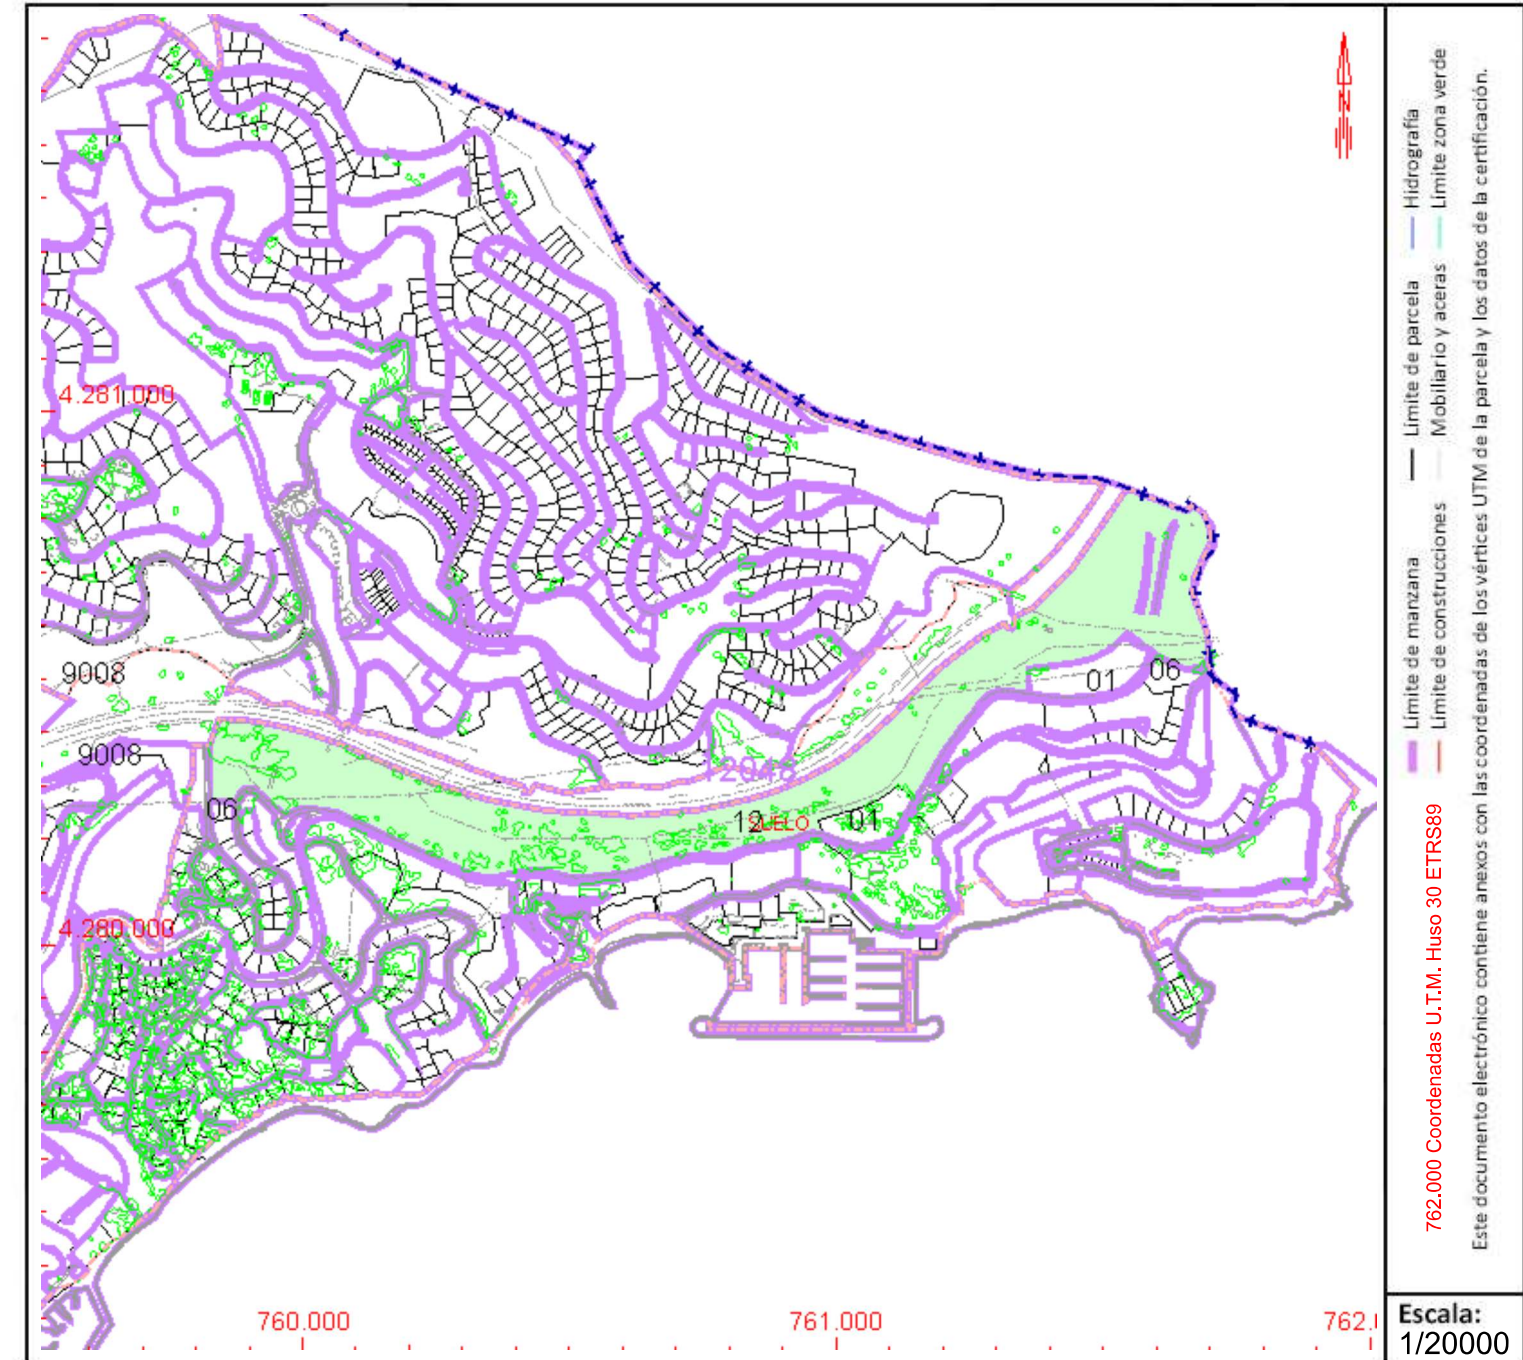 N
4.281.000
9008
9008
06
01
06
12048
12
SUELO
01
4.280.000
760.000
761.000
762.
Límite de manzana
Límite de parcela
Hidrografía
Límite de construcciones
Mobiliario y aceras
Límite zona verde
762.000 Coordenadas U.T.M. Huso 30 ETRS89
Este documento electrónico contiene anexos con las coordenadas de los vértices UTM de la parcela y los datos de la certificación.
Escala:
1/20000